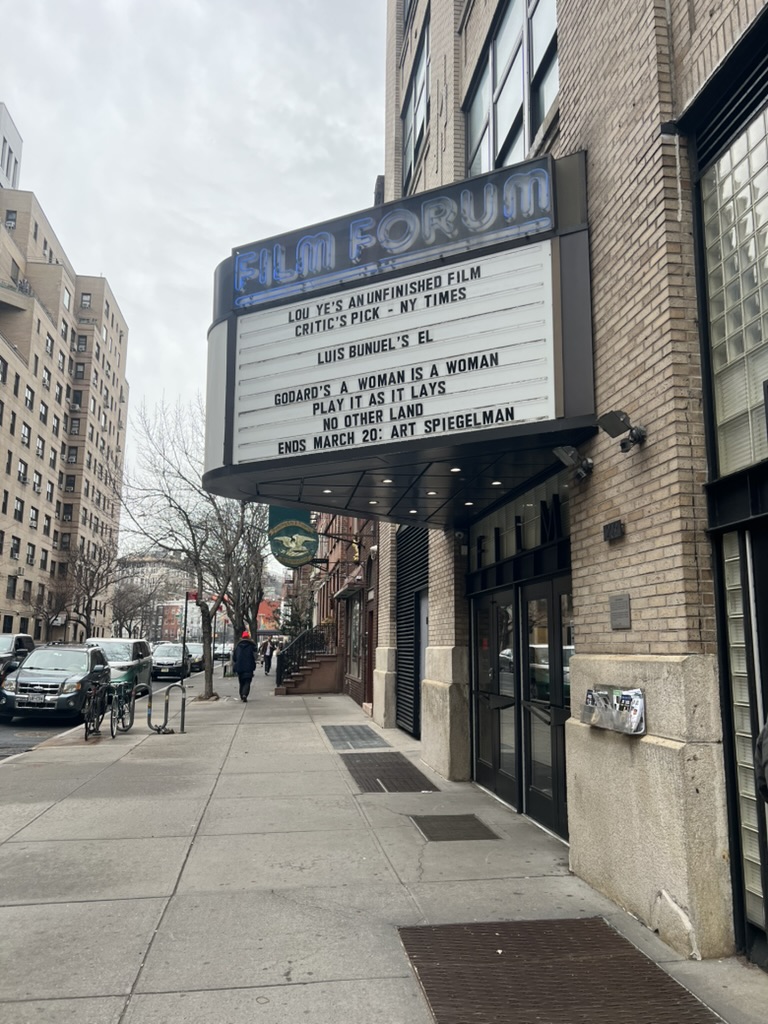 FILM FORUM
LOU YE'S AN UNFINISHED FILM
CRITIC'S PICK - NY TIMES
LUIS BUNUEL'S EL
GODARD'S A WOMAN IS A WOMAN
PLAY IT AS IT LAYS
NO OTHER LAND
ENDS MARCH 20: ART SPIEGELMAN
FILM